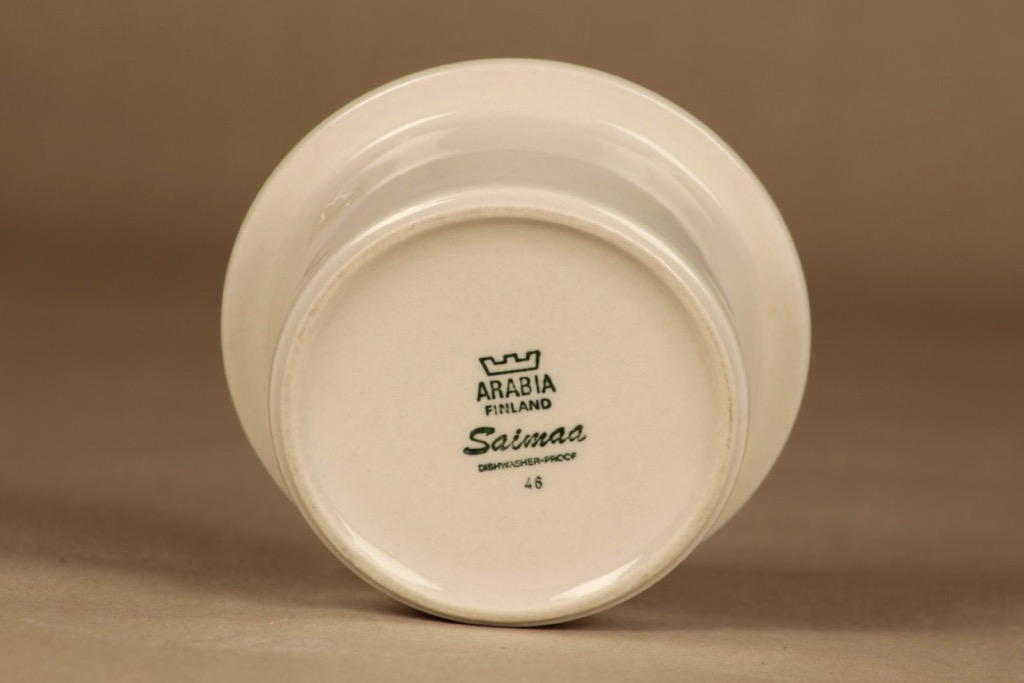 ARABIA
FINLAND
Saimaa
DISHWASHER-PROOF
46